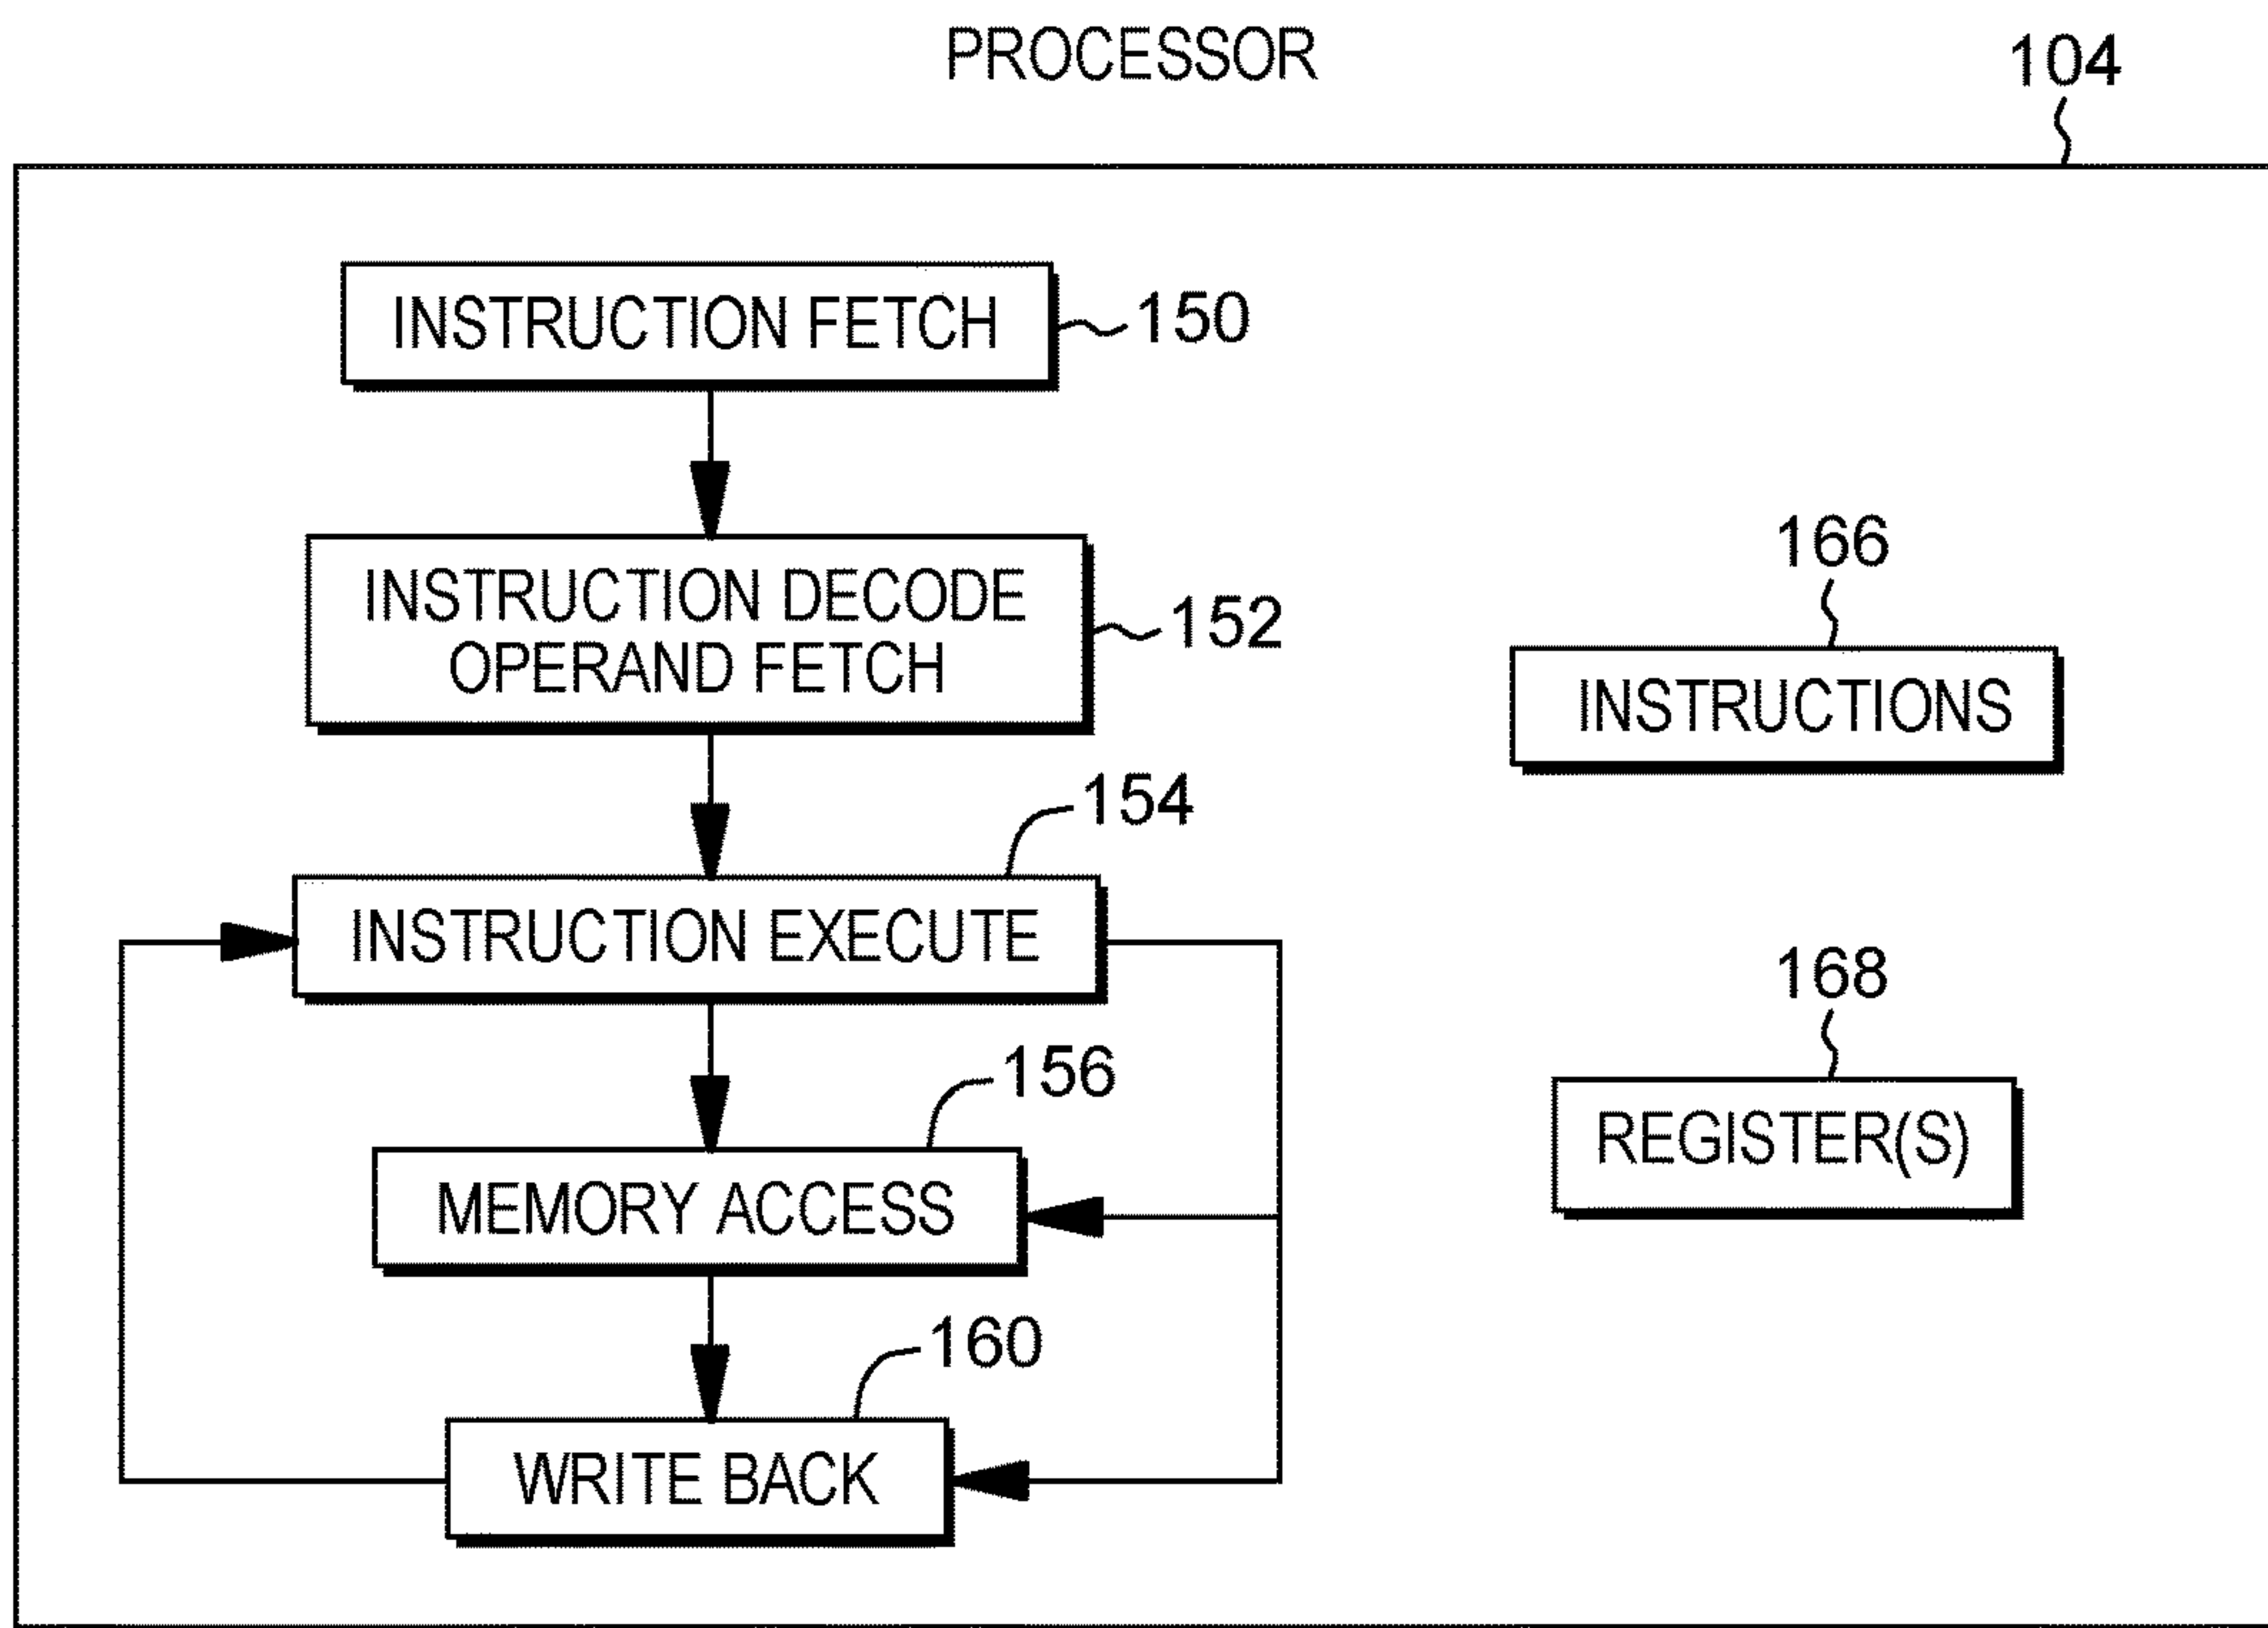 PROCESSOR
104
INSTRUCTION FETCH
150
INSTRUCTION DECODE
OPERAND FETCH
152
166
INSTRUCTIONS
154
INSTRUCTION EXECUTE
168
REGISTER(S)
156
MEMORY ACCESS
160
WRITE BACK